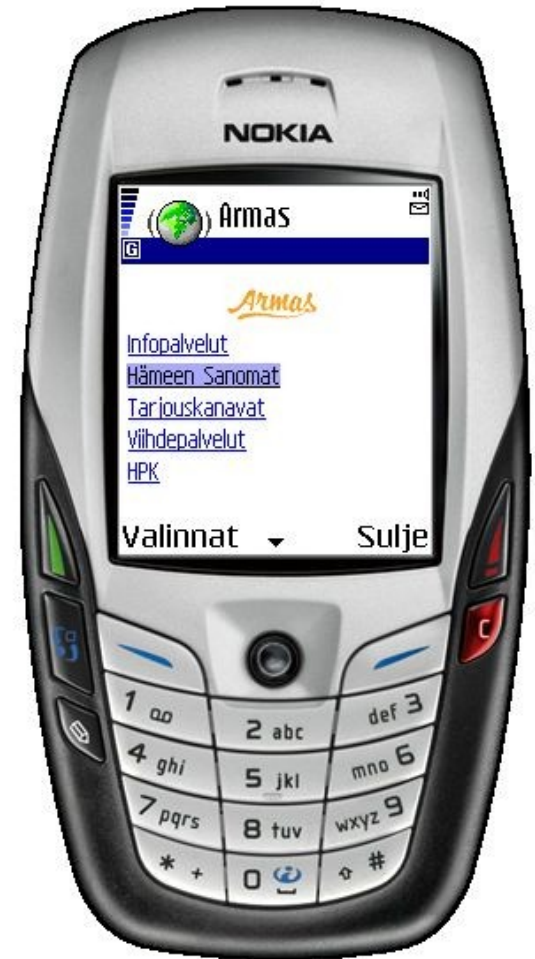 NOKIA
Armas
G
Armas
Infopalvelut
Hämeen Sanomat
Tarjouskanavat
Viihdepalvelut
HPK
Valinnat Sulje
C
1 2 abc def 3
4 ghi 5 jkl mno 6
7 pqrs 8 tuv wxyz 9
* + 0 #